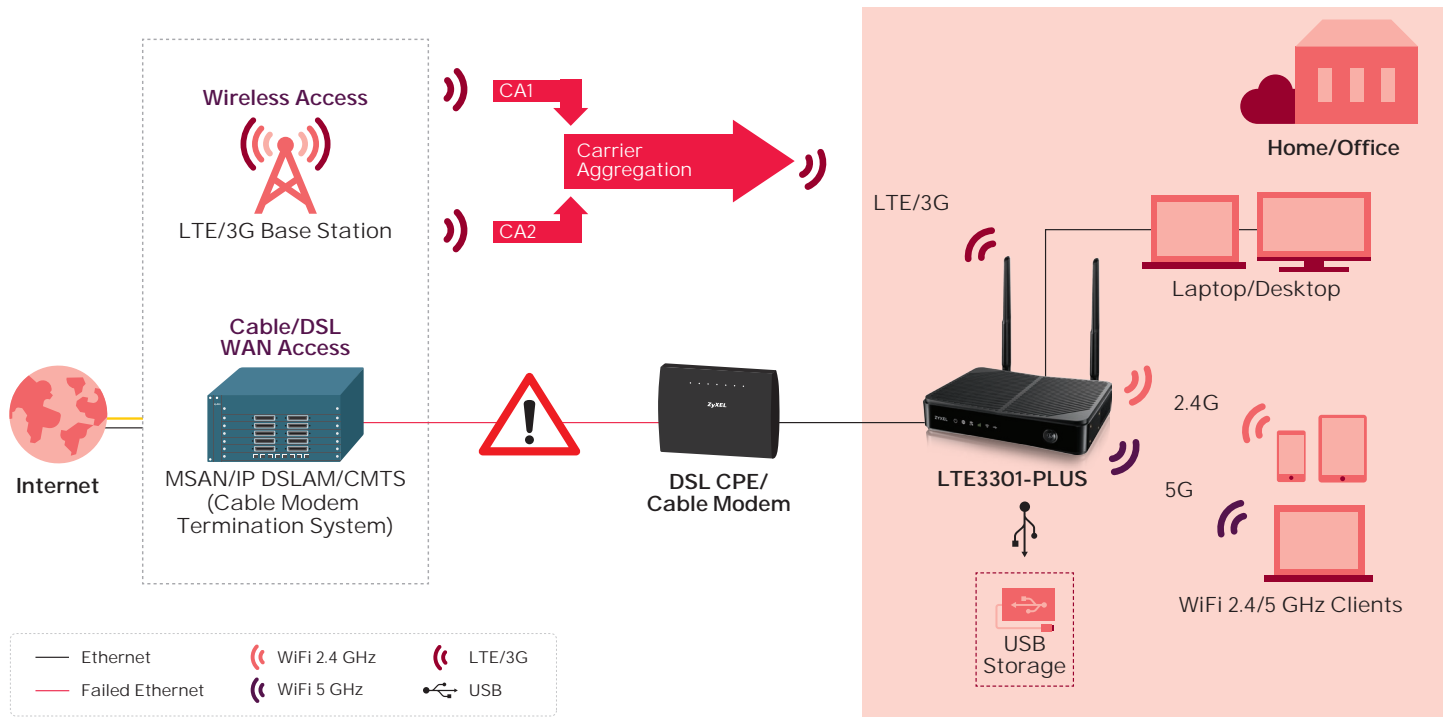 Wireless Access
LTE/3G Base Station
CA1
Carrier
Aggregation
CA2
Cable/DSL
WAN Access
MSAN/IP DSLAM/CMTS
(Cable Modem
Termination System)
Internet
ZyXEL
DSL CPE/
Cable Modem
Home/Office
LTE/3G
Laptop/Desktop
ZYXEL
LTE3301-PLUS
2.4G
5G
WiFi 2.4/5 GHz Clients
USB
Storage
Ethernet
WiFi 2.4 GHz
LTE/3G
Failed Ethernet
WiFi 5 GHz
USB